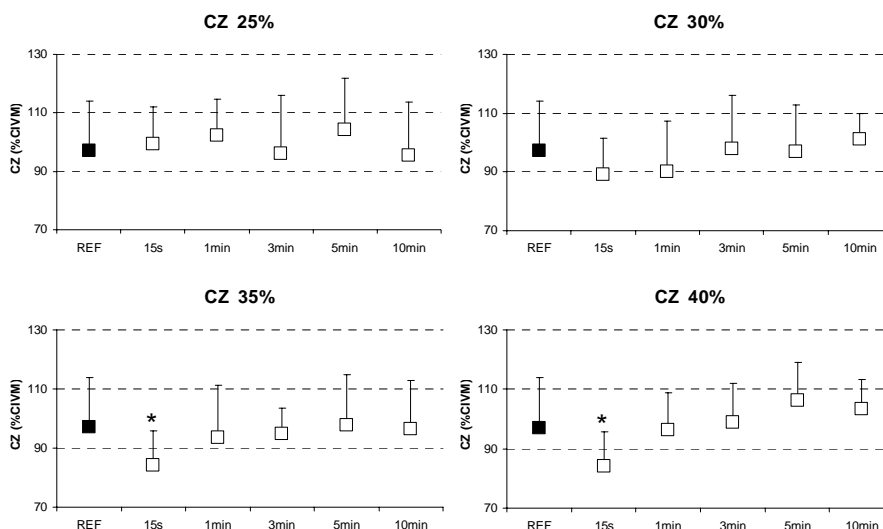 CZ 25%
130
110
90
70
CZ (%CIVM)
REF 15s 1min 3min 5min 10min
CZ 30%
130
110
90
70
CZ (%CIVM)
REF 15s 1min 3min 5min 10min
CZ 35%
130
110
90
70
CZ (%CIVM)
*
REF 15s 1min 3min 5min 10min
CZ 40%
130
110
90
70
CZ (%CIVM)
*
REF 15s 1min 3min 5min 10min